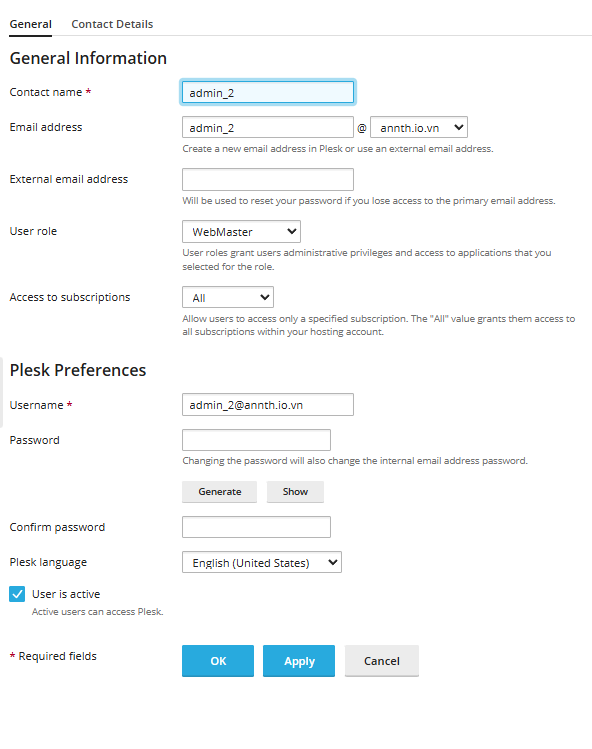 General Contact Details
General Information
Contact name *
admin_2
Email address
admin_2 @ annth.io.vn
Create a new email address in Plesk or use an external email address.
External email address
Will be used to reset your password if you lose access to the primary email address.
User role
WebMaster
User roles grant users administrative privileges and access to applications that you
selected for the role.
Access to subscriptions
All
Allow users to access only a specified subscription. The "All" value grants them access to
all subscriptions within your hosting account.
Plesk Preferences
Username *
admin_2@annth.io.vn
Password
Changing the password will also change the internal email address password.
Generate Show
Confirm password
Plesk language
English (United States)
User is active
Active users can access Plesk.
* Required fields
OK Apply Cancel